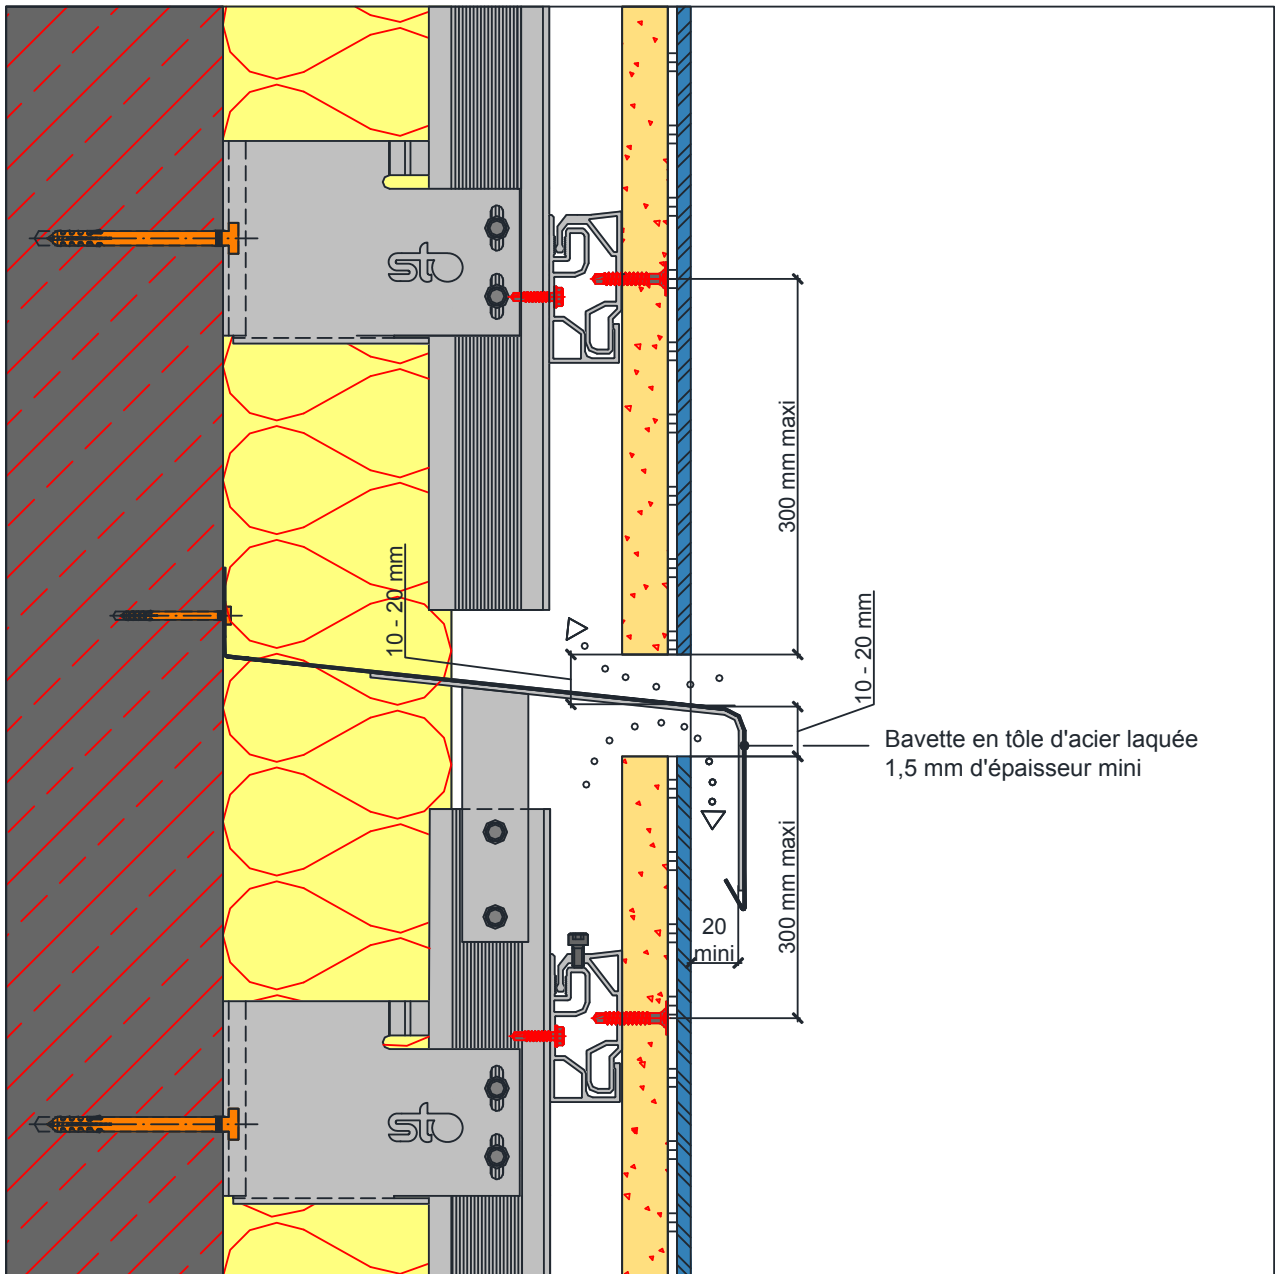 sto
300 mm maxi
10 - 20 mm
10 - 20 mm
Bavette en tôle d'acier laquée
1,5 mm d'épaisseur mini
300 mm maxi
20
mini
sto